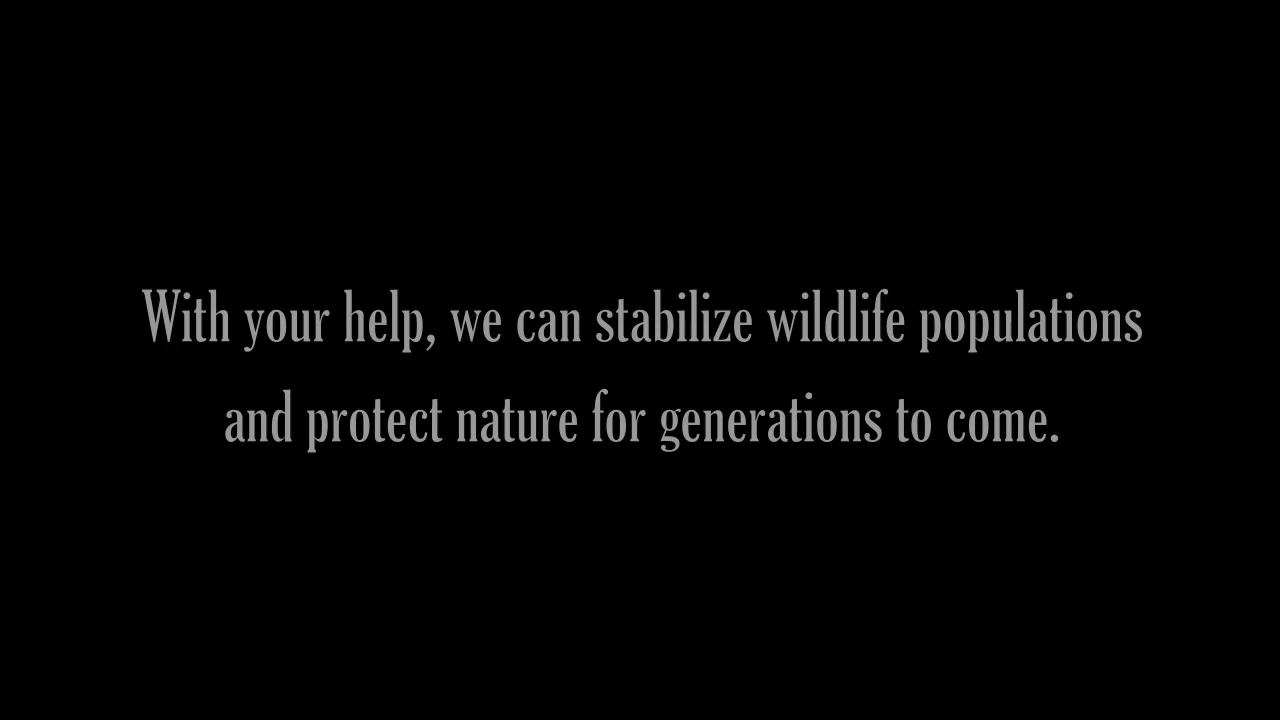 With your help, we can stabilize wildlife populations
and protect nature for generations to come.